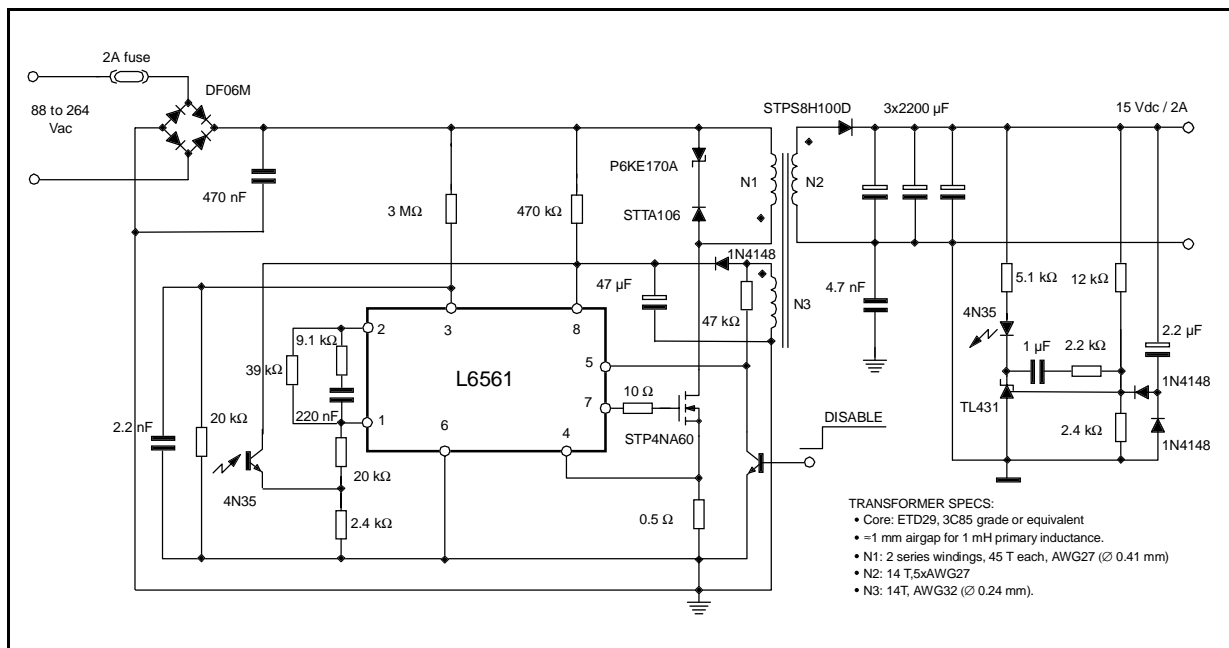 2A fuse
DF06M
88 to 264
Vac
470 nF
3 MΩ
470 kΩ
P6KE170A
STTA106
N1
N2
STPS8H100D
3x2200 µF
15 Vdc / 2A
1N4148
47 µF
47 kΩ
N3
4.7 nF
5.1 kΩ
12 kΩ
4N35
2.2 µF
1 µF
2.2 kΩ
1N4148
TL431
2.4 kΩ
1N4148
2
3
8
9.1 kΩ
39 kΩ
5
L6561
10 Ω
7
220 nF
1
6
4
STP4NA60
DISABLE
2.2 nF
20 kΩ
20 kΩ
4N35
2.4 kΩ
0.5 Ω
TRANSFORMER SPECS:
• Core: ETD29, 3C85 grade or equivalent
• ≈1 mm airgap for 1 mH primary inductance.
• N1: 2 series windings, 45 T each, AWG27 (∅ 0.41 mm)
• N2: 14 T,5xAWG27
• N3: 14T, AWG32 (∅ 0.24 mm).